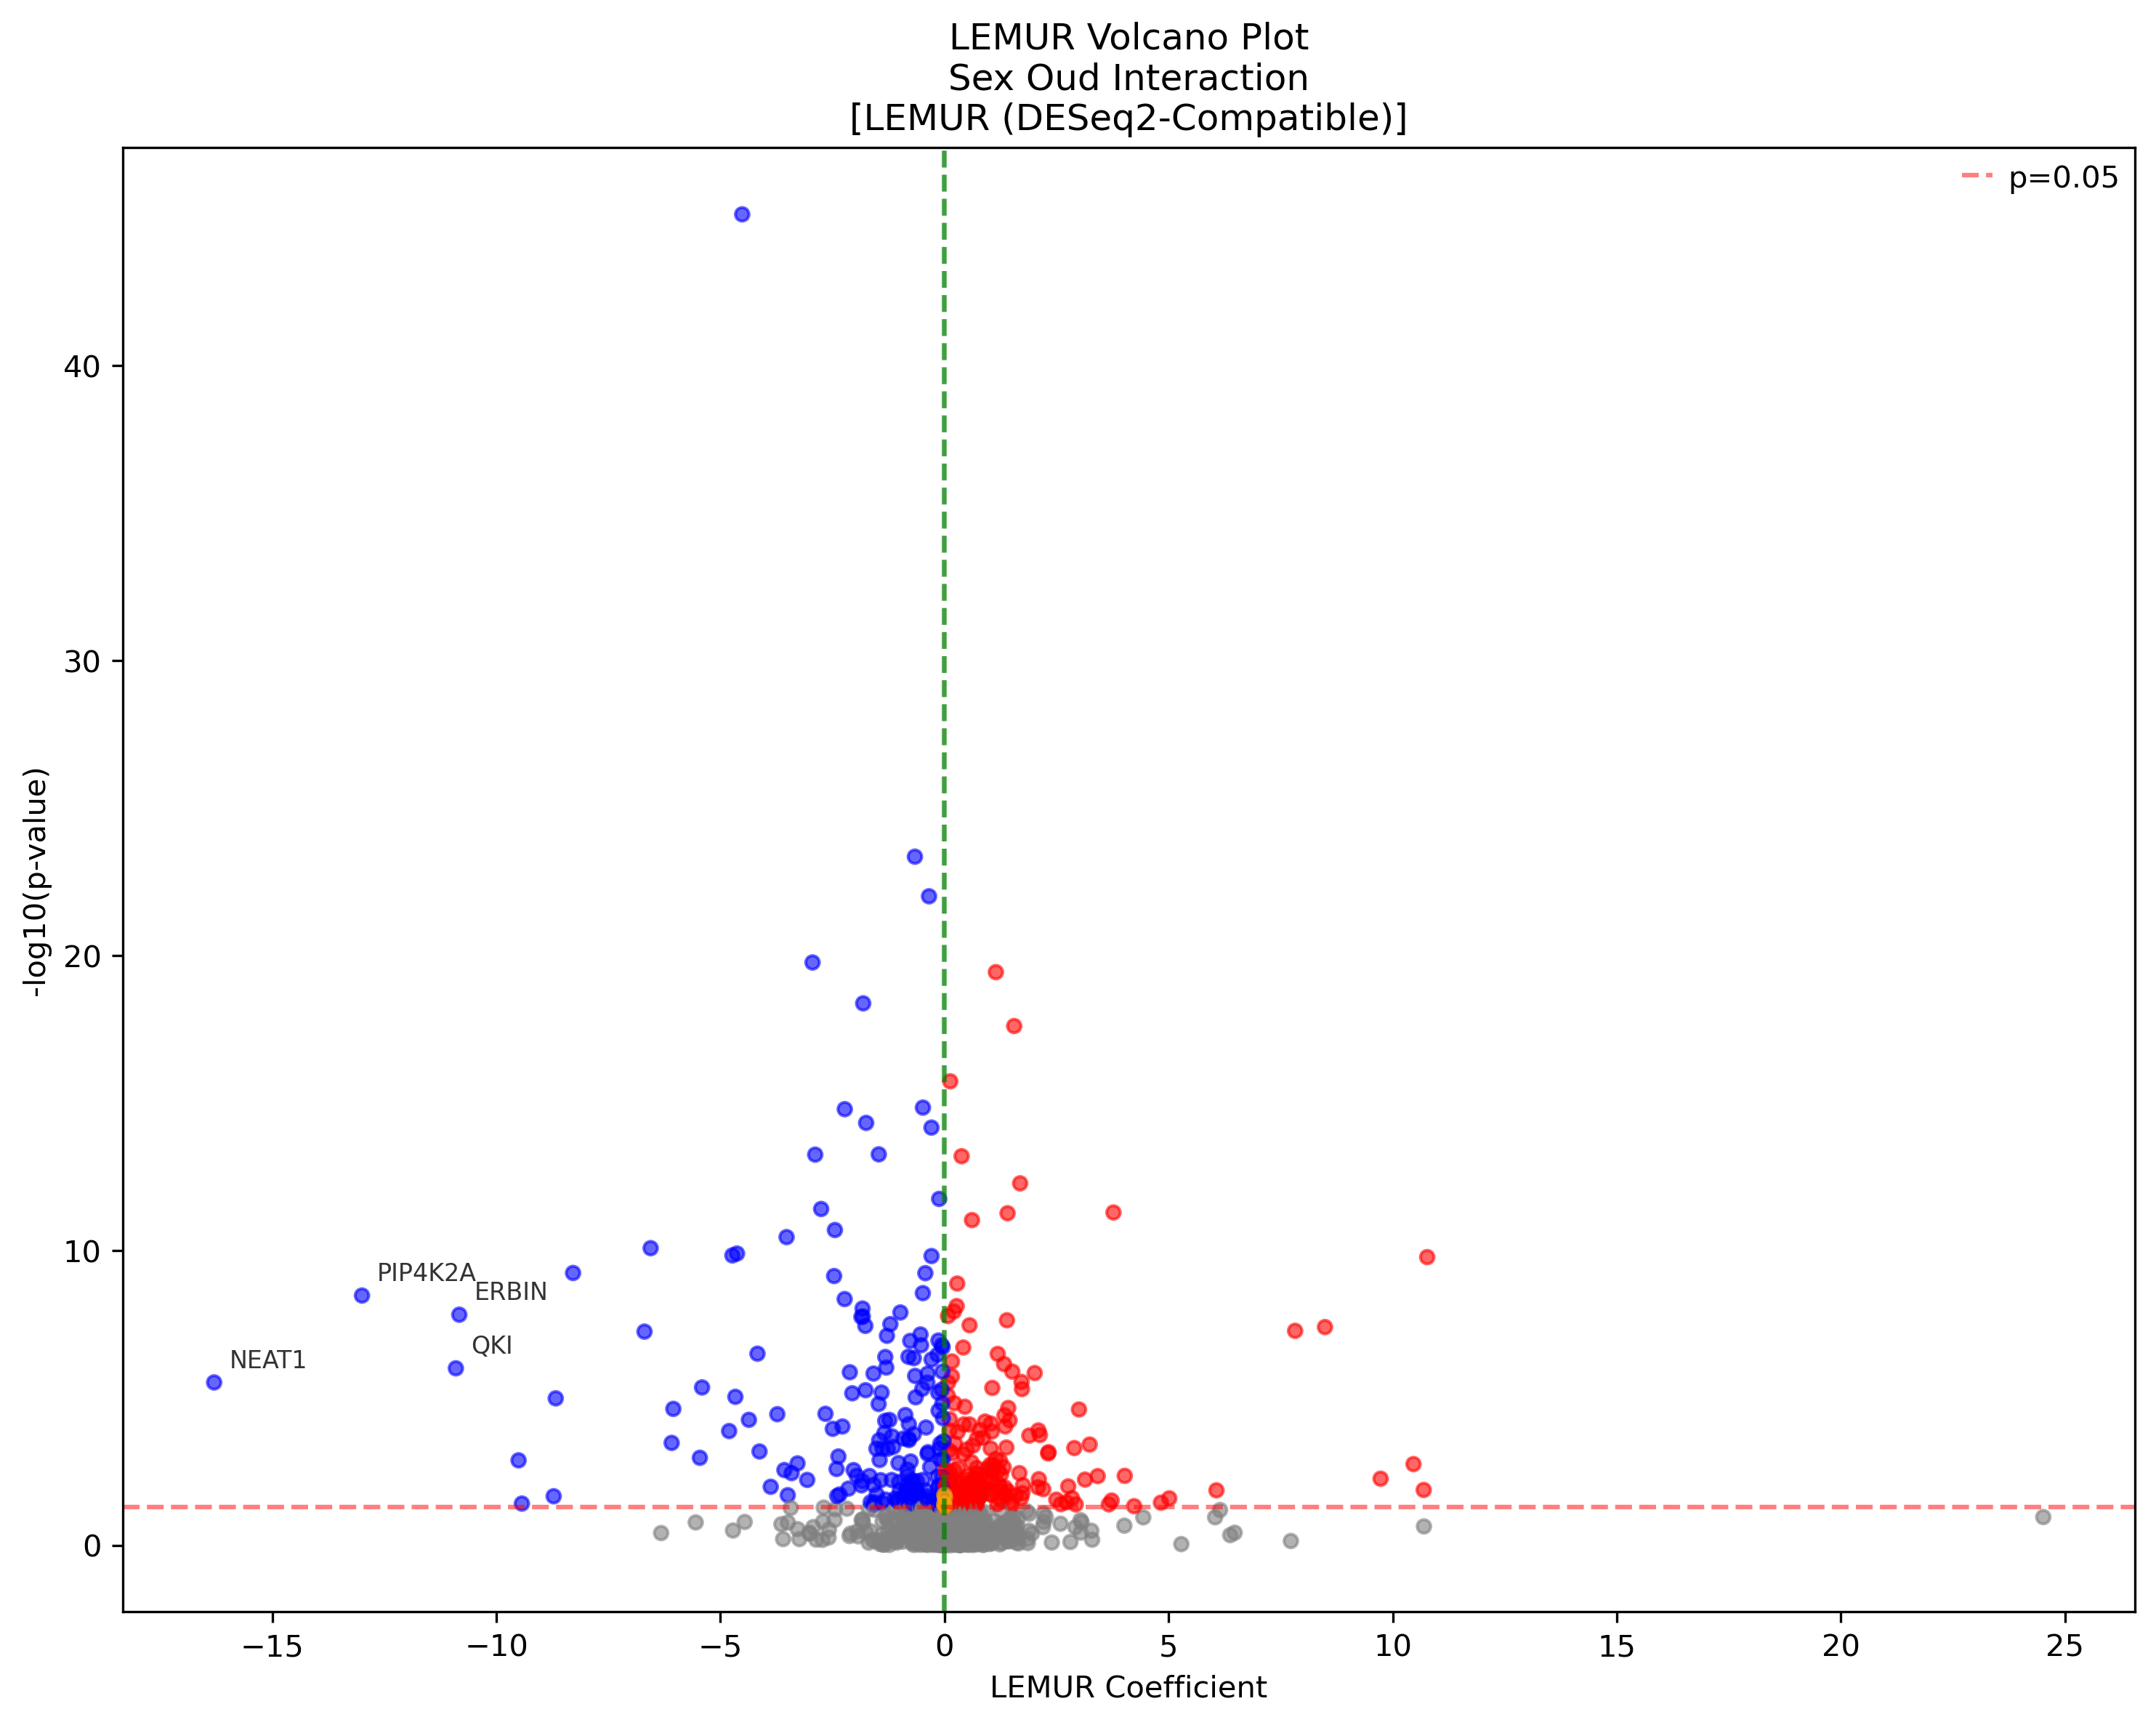 LEMUR Volcano Plot
Sex Oud Interaction
[LEMUR (DESeq2-Compatible)]
p=0.05
40
30
20
10
0
-log10(p-value)
PIP4K2A
ERBIN
QKI
NEAT1
−15
−10
−5
0
5
10
15
20
25
LEMUR Coefficient